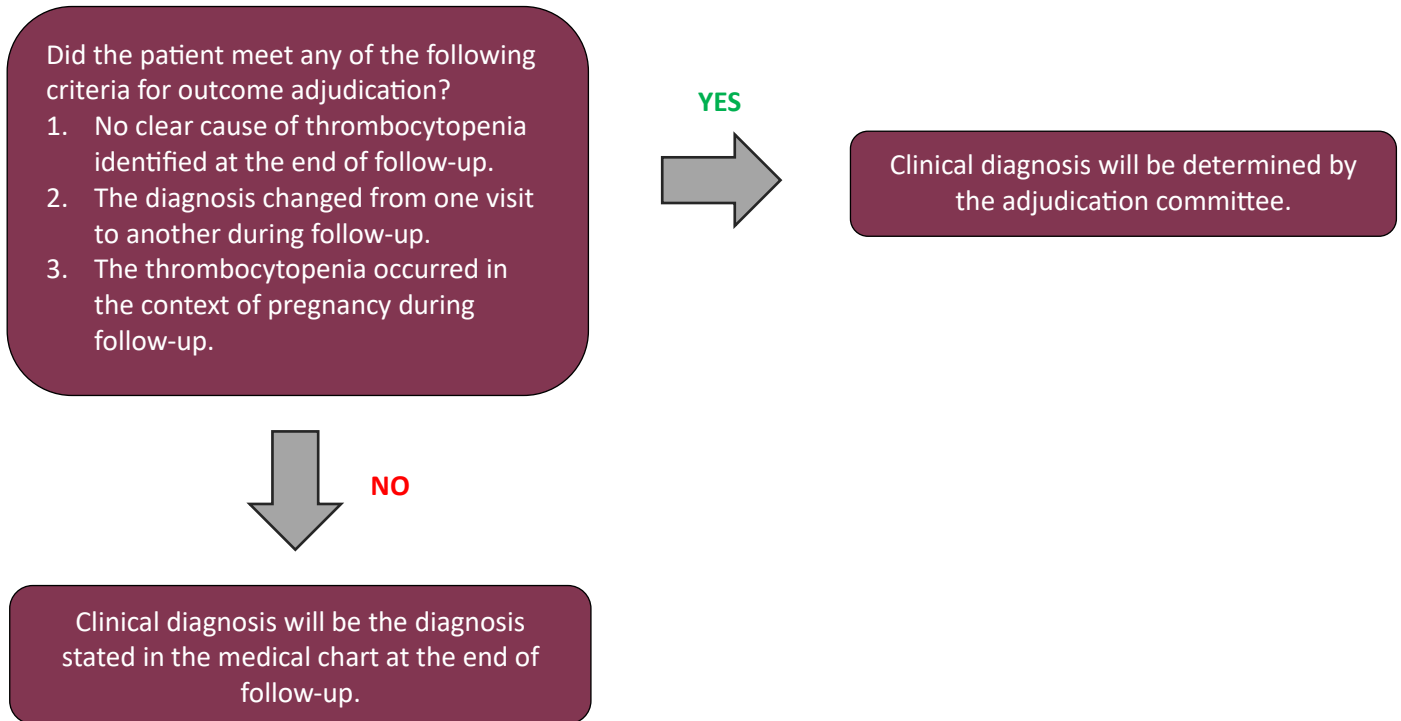 Did the patient meet any of the following
criteria for outcome adjudication?
1. No clear cause of thrombocytopenia
identified at the end of follow-up.
2. The diagnosis changed from one visit
to another during follow-up.
3. The thrombocytopenia occurred in
the context of pregnancy during
follow-up.
YES
Clinical diagnosis will be determined by
the adjudication committee.
NO
Clinical diagnosis will be the diagnosis
stated in the medical chart at the end of
follow-up.